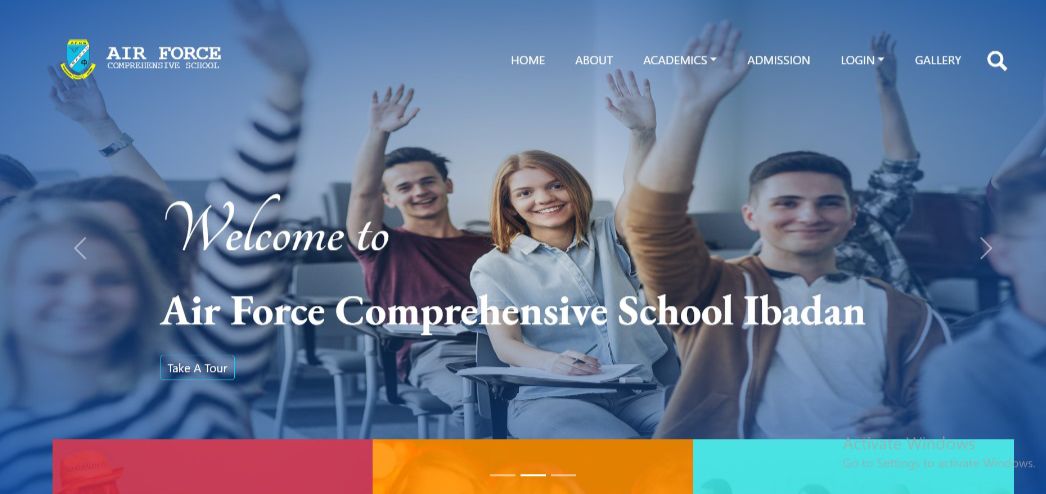 AIR FORCE
COMPREHENSIVE SCHOOL
HOME
ABOUT
ACADEMICS
ADMISSION
LOGIN
GALLERY
Welcome to
Air Force Comprehensive School Ibadan
Take A Tour
Activate Windows
Go to Settings to activate Windows.